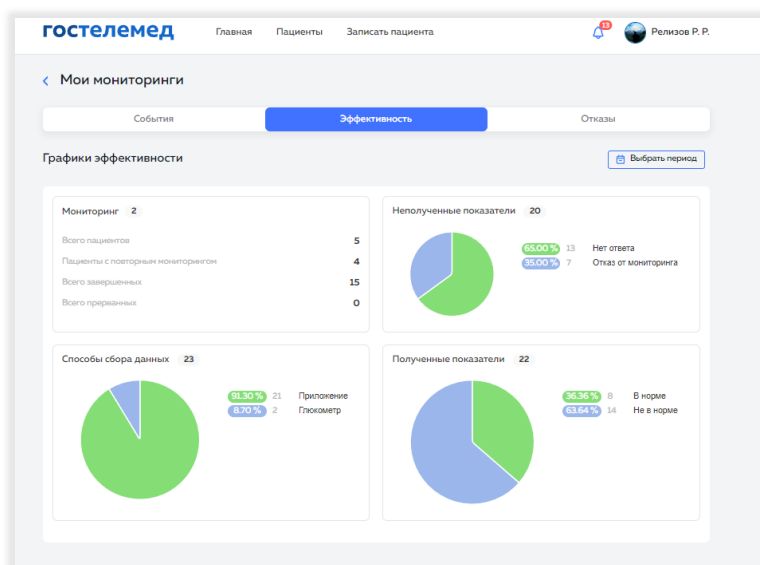 гостелемед Главная Пациенты Записать пациента 13 Релизов Р. Р.
Мои мониторинги
События Эффективность Отказы
Графики эффективности Выбрать период
Мониторинг 2
Всего пациентов 5
Пациенты с повторным мониторингом 4
Всего завершенных 15
Всего прерванных 0
Неполученные показатели 20
65.00 % 13 Нет ответа
35.00 % 7 Отказ от мониторинга
Способы сбора данных 23
91.30 % 21 Приложение
8.70 % 2 Глюкометр
Полученные показатели 22
36.36 % 8 В норме
63.64 % 14 Не в норме